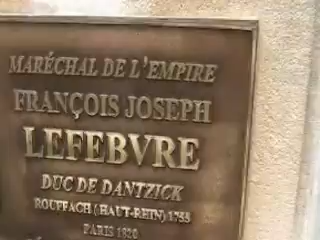 MARÉCHAL DE L'EMPIRE
FRANÇOIS JOSEPH
LEFEBVRE
DUC DE DANTZICK
ROUFFACH (HAUT-RHIN) 1755
PARIS 1820